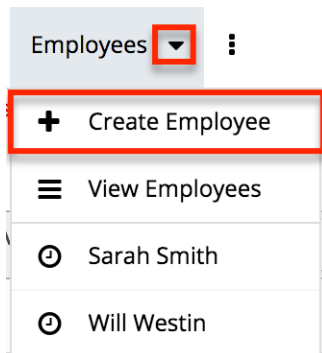 Employees
Create Employee
View Employees
Sarah Smith
Will Westin